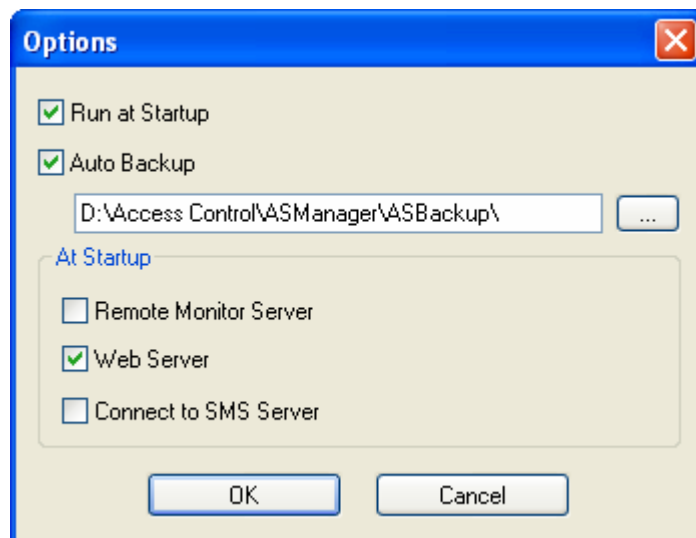 Options
Run at Startup
Auto Backup
D:\Access Control\ASManager\ASBackup\
...
At Startup
Remote Monitor Server
Web Server
Connect to SMS Server
OK Cancel